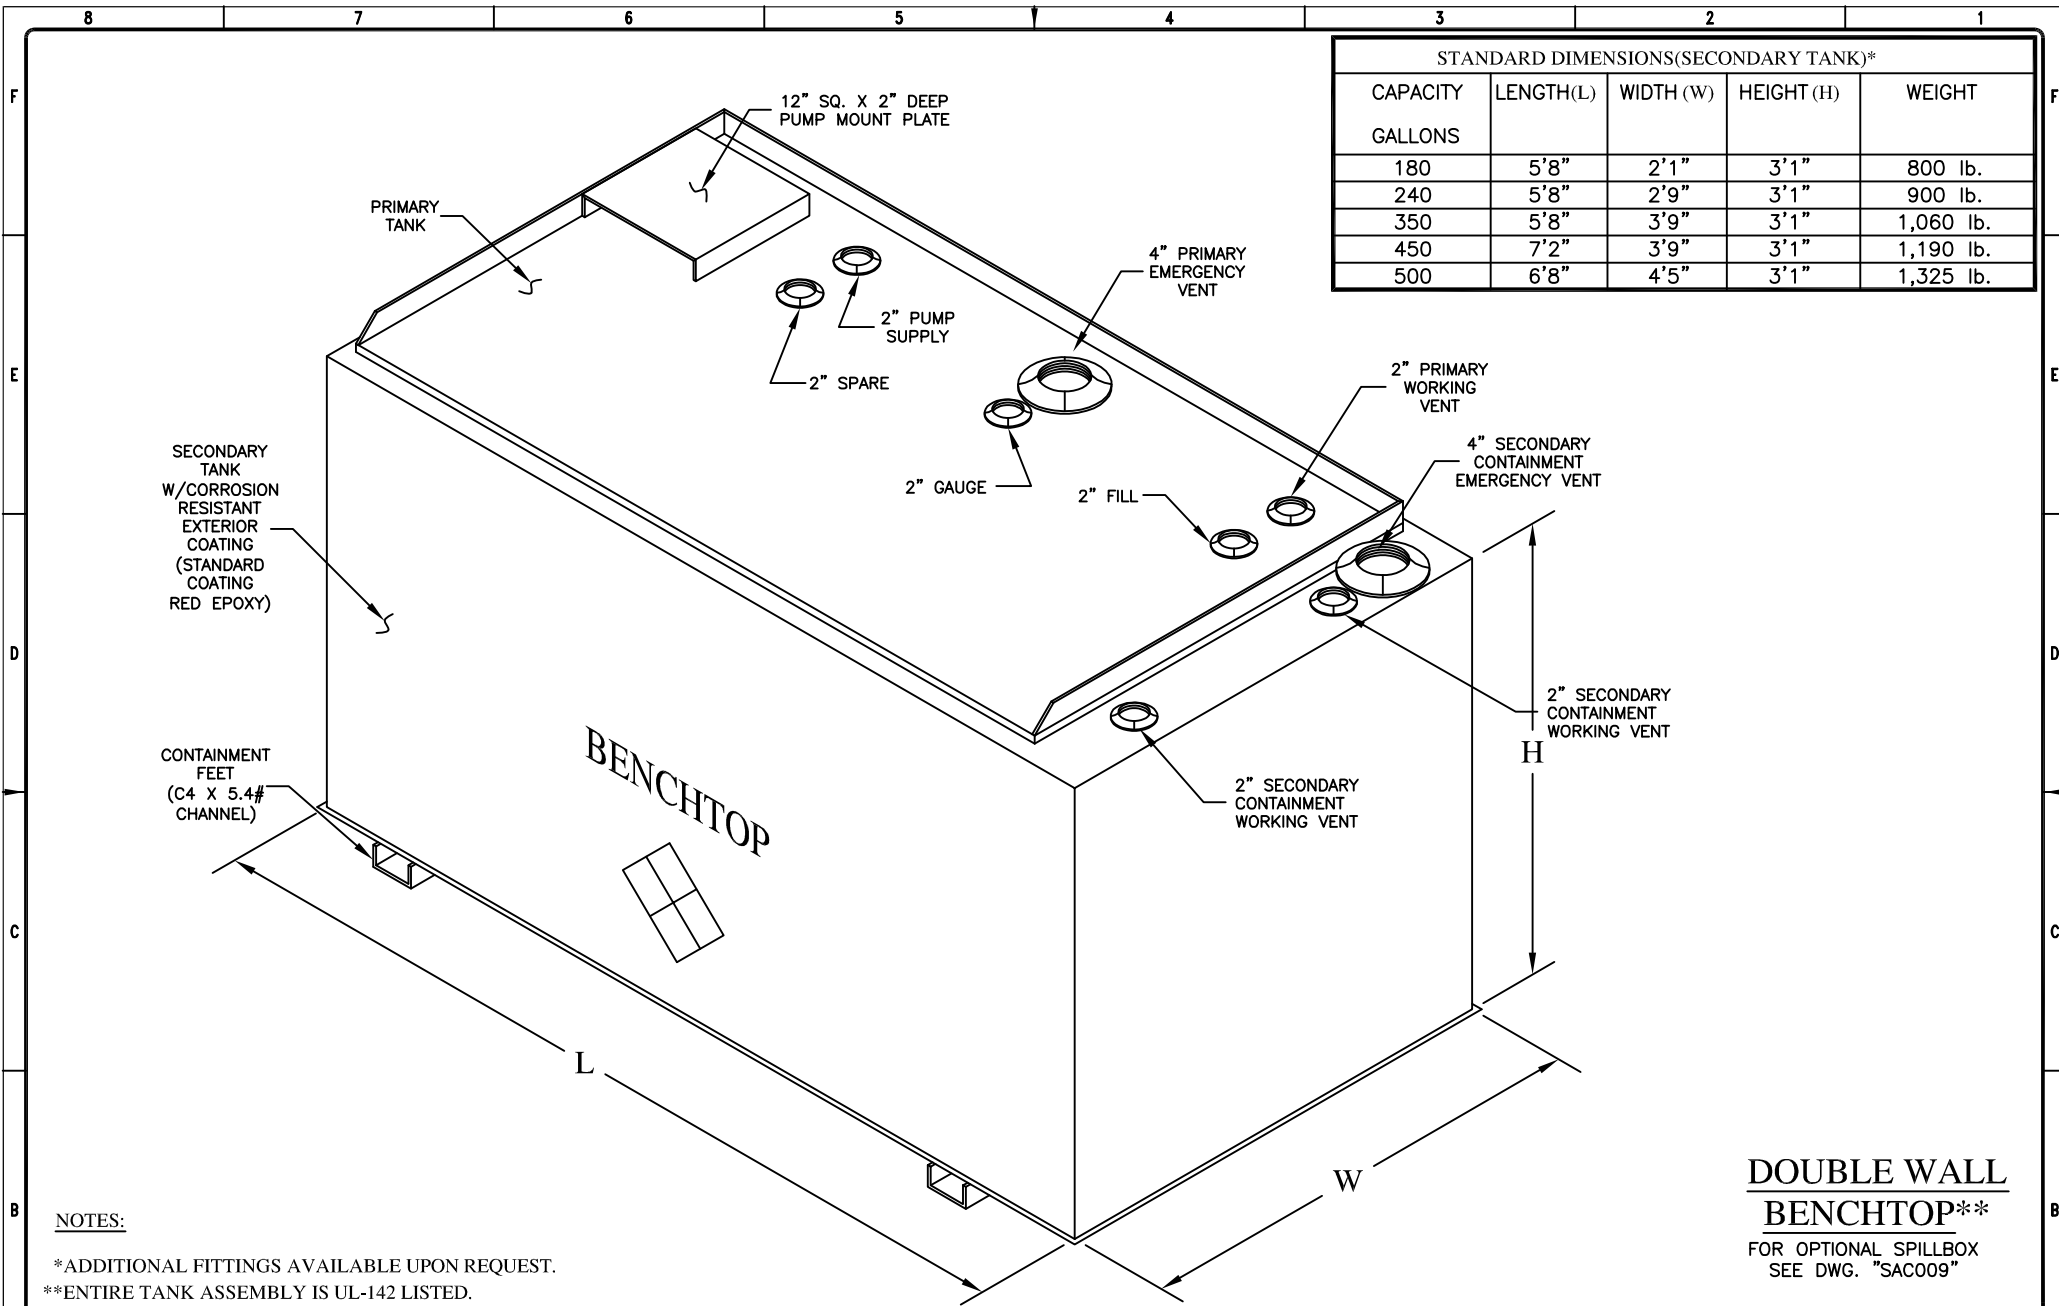 8 7 6 5 4 3 2 1
F
F
E
E
D
D
C
C
B
B
STANDARD DIMENSIONS(SECONDARY TANK)*
CAPACITY GALLONS LENGTH(L) WIDTH (W) HEIGHT (H) WEIGHT
180 5'8" 2'1" 3'1" 800 lb.
240 5'8" 2'9" 3'1" 900 lb.
350 5'8" 3'9" 3'1" 1,060 lb.
450 7'2" 3'9" 3'1" 1,190 lb.
500 6'8" 4'5" 3'1" 1,325 lb.
12" SQ. X 2" DEEP
PUMP MOUNT PLATE
PRIMARY
TANK
4" PRIMARY
EMERGENCY
VENT
2" PUMP
SUPPLY
2" SPARE
2" PRIMARY
WORKING
VENT
4" SECONDARY
CONTAINMENT
EMERGENCY VENT
2" GAUGE
2" FILL
SECONDARY
TANK
W/CORROSION
RESISTANT
EXTERIOR
COATING
(STANDARD
COATING
RED EPOXY)
2" SECONDARY
CONTAINMENT
WORKING VENT
H
2" SECONDARY
CONTAINMENT
WORKING VENT
BENCHTOP
CONTAINMENT
FEET
(C4 X 5.4#
CHANNEL)
L
W
DOUBLE WALL
BENCHTOP**
FOR OPTIONAL SPILLBOX
SEE DWG. "SAC009"
NOTES:
*ADDITIONAL FITTINGS AVAILABLE UPON REQUEST.
**ENTIRE TANK ASSEMBLY IS UL-142 LISTED.